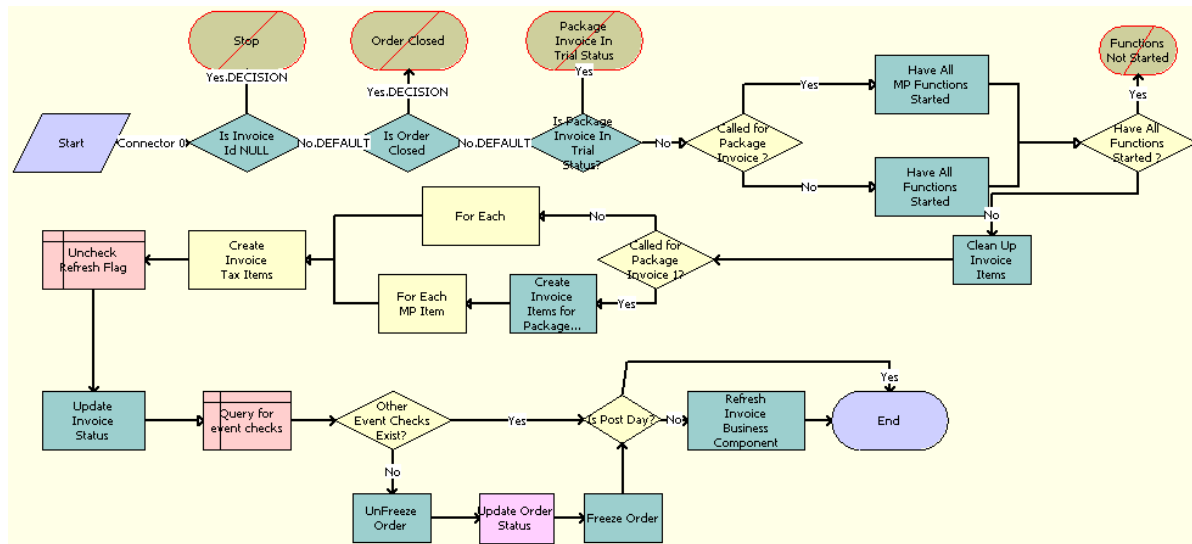 Stop
Order Closed
Package
Invoice In
Trial Status
Functions
Not Started
Yes.DECISION
Yes.DECISION
Yes
Yes
Start
Connector 0
Is Invoice
Id NULL
No.DEFAULT
Is Order
Closed
No.DEFAULT
Is Package
Invoice In
Trial
Status?
No
Called for
Package
Invoice ?
Yes
Have All
MP Functions
Started
No
Have All
Functions
Started
Have All
Functions
Started ?
No
Clean Up
Invoice
Items
Called for
Package
Invoice 1?
No
For Each
Yes
Create
Invoice
Items for
Package...
For Each
MP Item
Create
Invoice
Tax Items
Uncheck
Refresh Flag
Update
Invoice
Status
Query for
event checks
Other
Event Checks
Exist?
Yes
No
UnFreeze
Order
Update Order
Status
Freeze Order
Is Post Day?
Yes
No
Refresh
Invoice
Business
Component
End